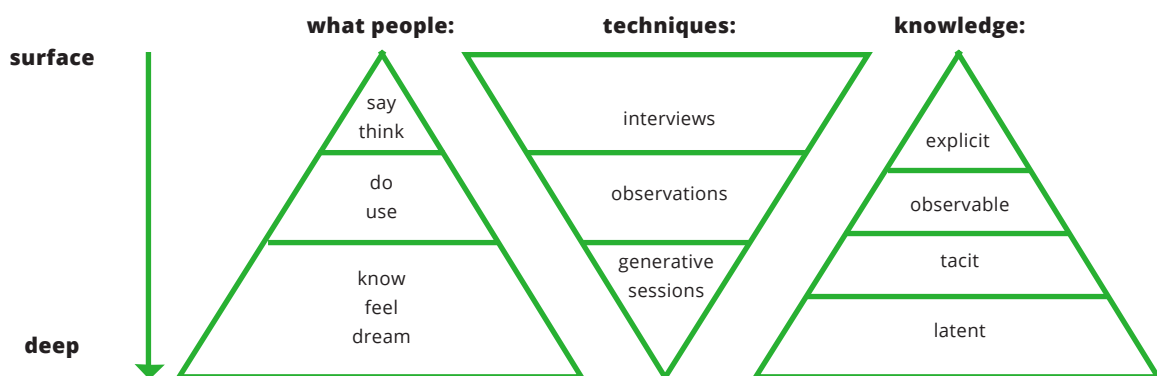 what people:
techniques:
knowledge:
surface
say
think
interviews
explicit
do
use
observations
observable
know
feel
dream
generative
sessions
tacit
latent
deep